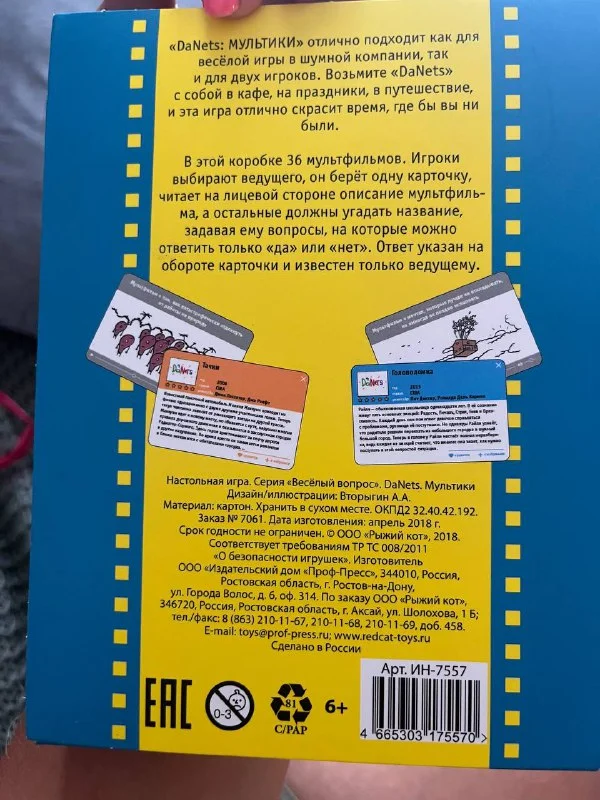 «DaNets: МУЛЬТИКИ» отлично подходит как для
весёлой игры в шумной компании, так
и для двух игроков. Возьмите «DaNets»
с собой в кафе, на праздники, в путешествие,
и эта игра отлично скрасит время, где бы вы ни
были.
В этой коробке 36 мультфильмов. Игроки
выбирают ведущего, он берёт одну карточку,
читает на лицевой стороне описание мультфиль-
ма, а остальные должны угадать название,
задавая ему вопросы, на которые можно
ответить только «да» или «нет». Ответ указан на
обороте карточки и известен только ведущему.
DaNets
Тачки
2006
США
DaNets
Головоломка
2015
США
Настольная игра. Серия «Весёлый вопрос». DaNets. Мультики
Дизайн/иллюстрации: Вторыгин А.А.
Материал: картон. Хранить в сухом месте. ОКПД2 32.40.42.192.
Заказ № 7061. Дата изготовления: апрель 2018 г.
Срок годности не ограничен. © ООО «Рыжий кот», 2018.
Соответствует требованиям ТР ТС 008/2011
«О безопасности игрушек». Изготовитель
ООО «Издательский дом «Проф-Пресс», 344010, Россия,
Ростовская область, г. Ростов-на-Дону,
ул. Города Волос, д. 6, оф. 314. По заказу ООО «Рыжий кот»,
346720, Россия, Ростовская область, г. Аксай, ул. Шолохова, 1 Б;
тел./факс: 8 (863) 210-11-67, 210-11-68, 210-11-69, доб. 458.
E-mail: toys@prof-press.ru; www.redcat-toys.ru
Сделано в России
EAC
0-3
81
C/PAP
6+
Арт. ИН-7557
4 665303 175570 >